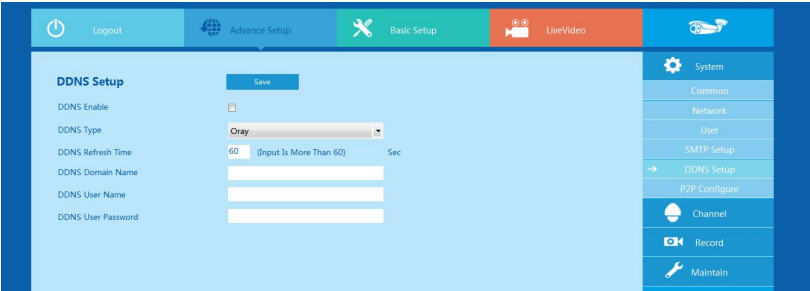 Logout
Advance Setup
Basic Setup
LiveVideo
DDNS Setup
Save
DDNS Enable
DDNS Type
Oray
DDNS Refresh Time
60 (Input Is More Than 60) Sec
DDNS Domain Name
DDNS User Name
DDNS User Password
System
Common
Network
User
SMTP Setup
DDNS Setup
P2P Configure
Channel
Record
Maintain